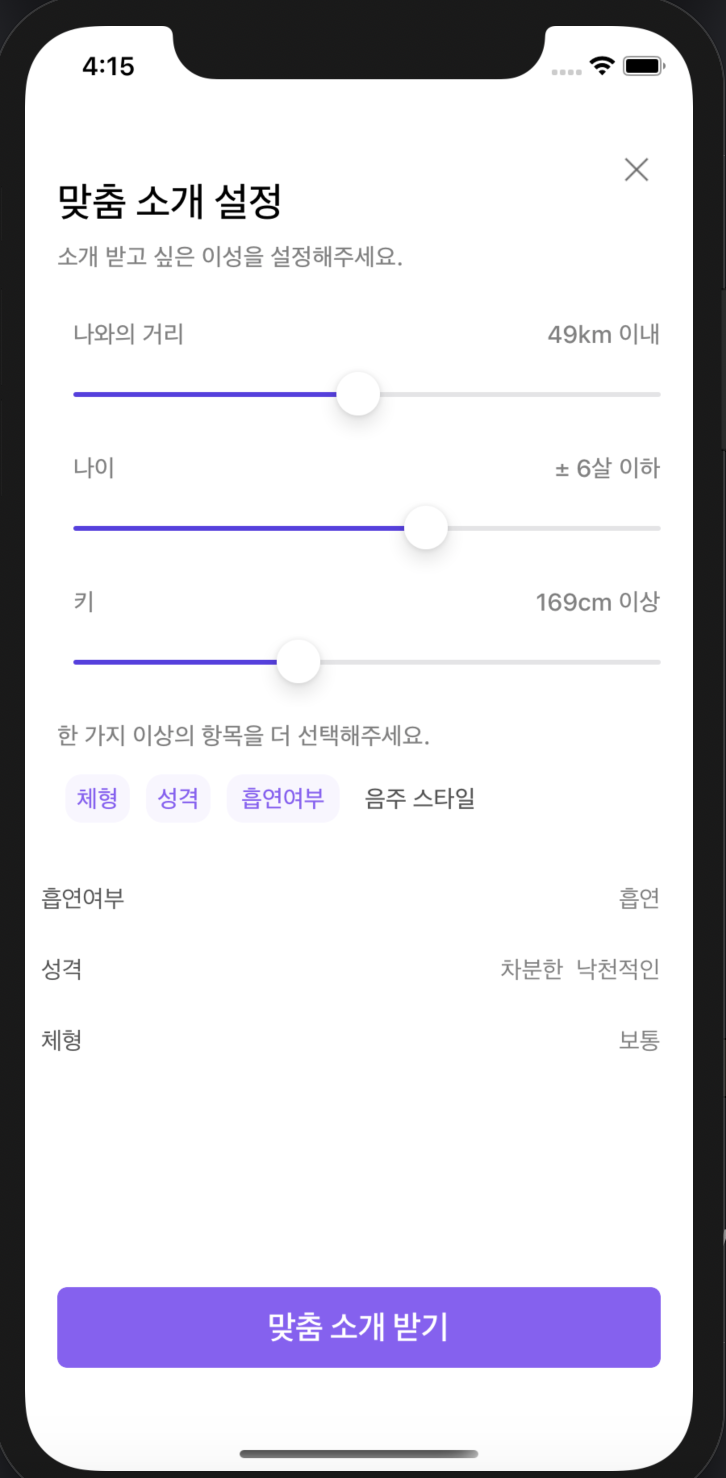 4:15
맞춤 소개 설정
소개 받고 싶은 이성을 설정해주세요.
나와의 거리 49km 이내
나이 ± 6살 이하
키 169cm 이상
한 가지 이상의 항목을 더 선택해주세요.
체형 성격 흡연여부 음주 스타일
흡연여부 흡연
성격 차분한 낙천적인
체형 보통
맞춤 소개 받기